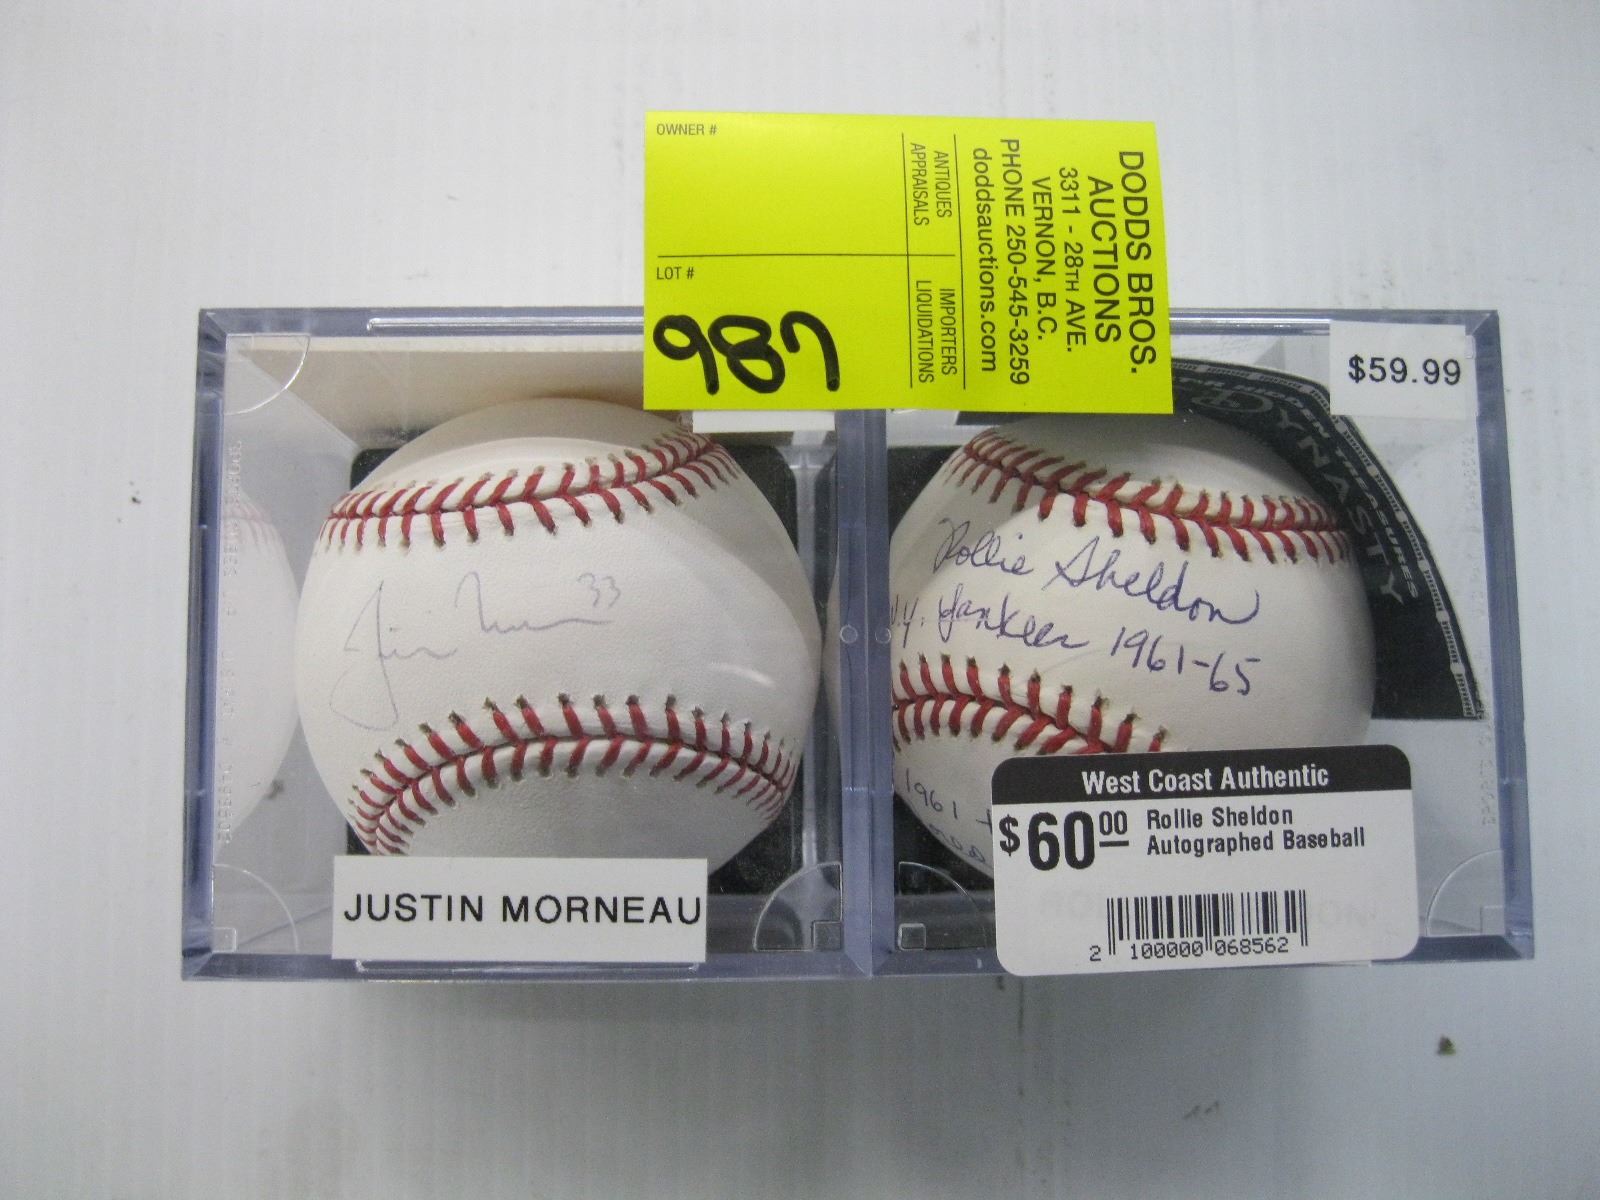 OWNER #
LOT #
987
DODDS BROS.
AUCTIONS
3311 - 28TH AVE.
VERNON, B.C.
PHONE 250-545-3259
doddsauctions.com
ANTIQUES
APPRAISALS
IMPORTERS
LIQUIDATIONS
$59.99
DYNASTY
TREASURES
33
JUSTIN MORNEAU
Rollie Sheldon
N.Y. Yankees 1961-65
1961
West Coast Authentic
$60.00
Rollie Sheldon
Autographed Baseball
2 100000 068562